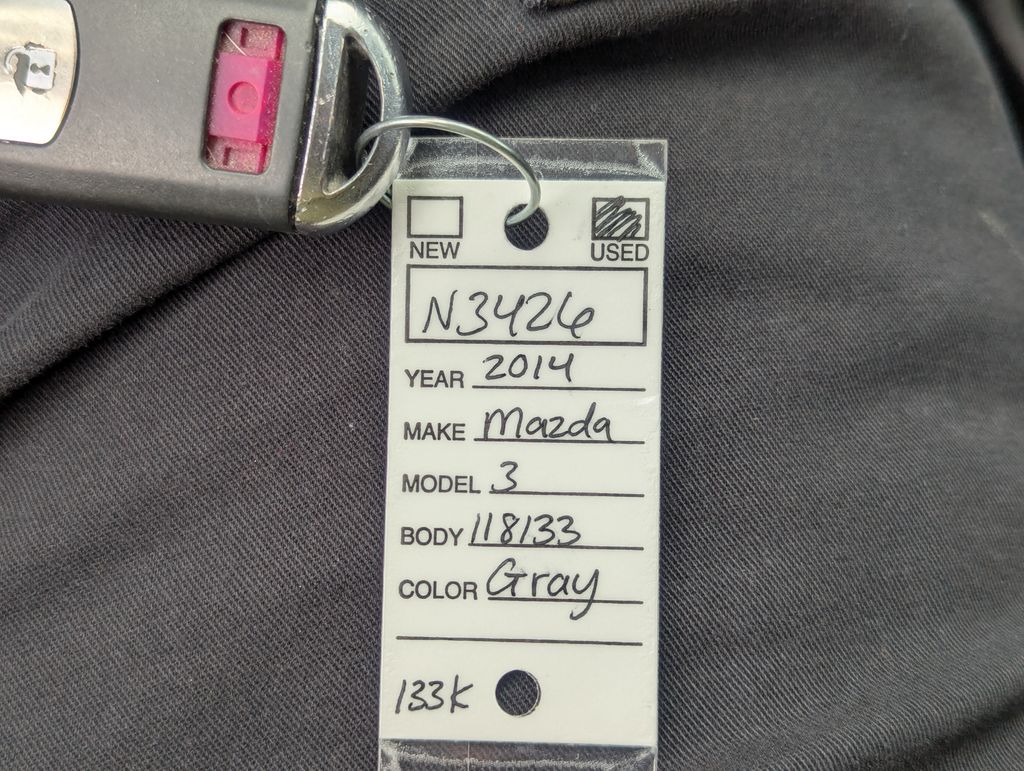 NEW USED
N3426
YEAR 2014
MAKE Mazda
MODEL 3
BODY 118133
COLOR Gray
133K